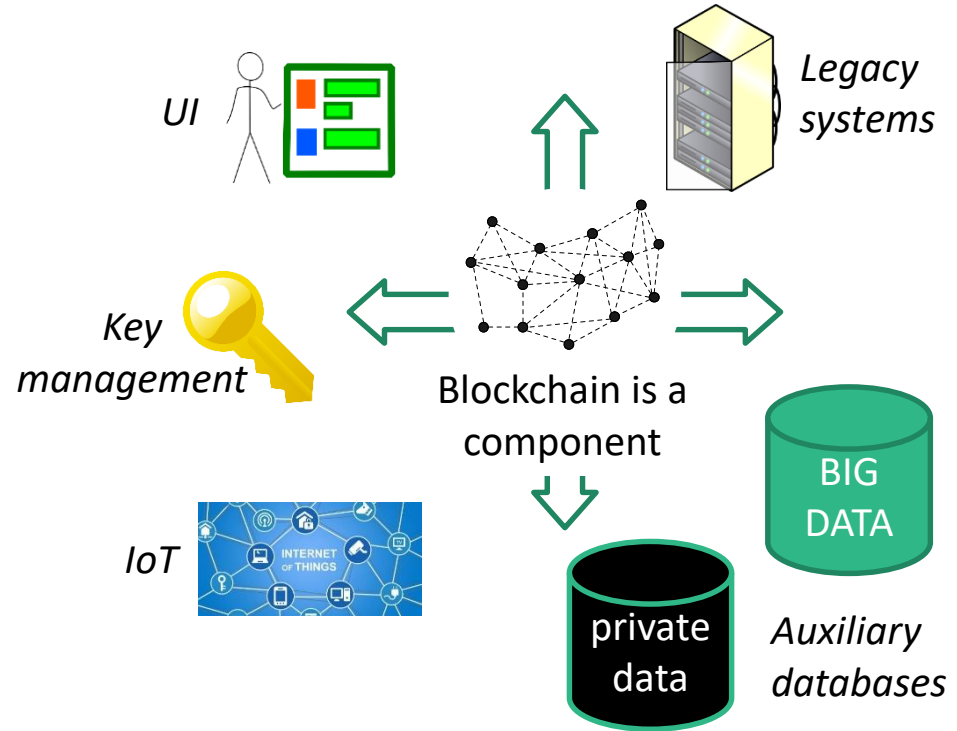 UI
Legacy
systems
Key
management
Blockchain is a
component
BIG
DATA
IoT
INTERNET
OF THINGS
private
data
Auxiliary
databases